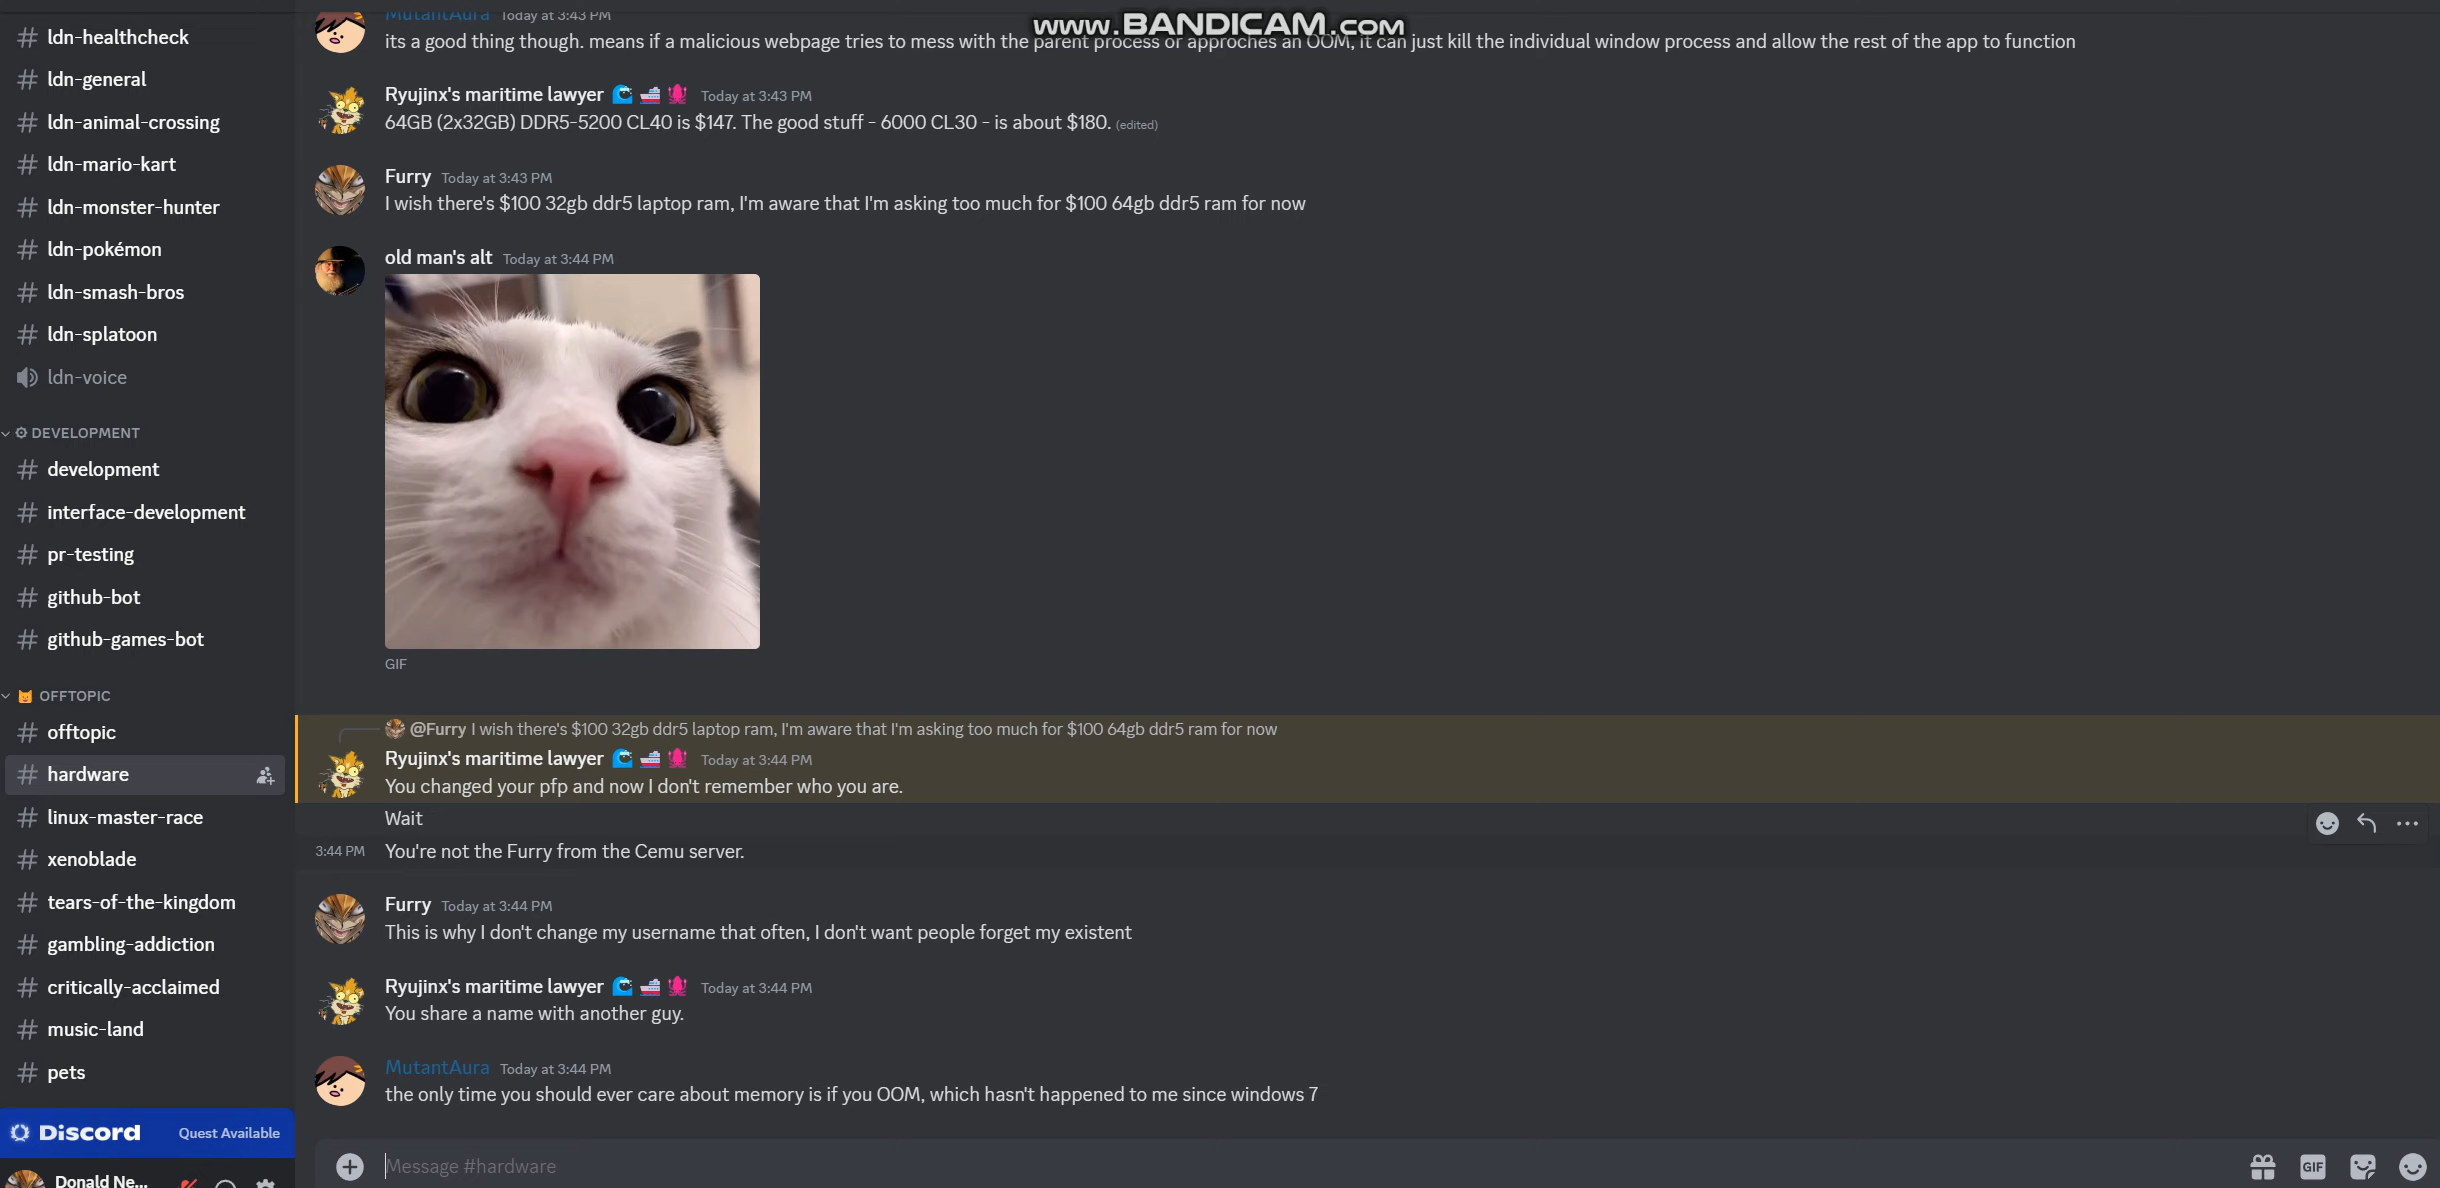 MutantAura Today at 3:43 PM
www.BANDICAM.com
# ldn-healthcheck
its a good thing though. means if a malicious webpage tries to mess with the parent process or approches an OOM, it can just kill the individual window process and allow the rest of the app to function
# ldn-general
Ryujinx's maritime lawyer Today at 3:43 PM
# ldn-animal-crossing
64GB (2x32GB) DDR5-5200 CL40 is $147. The good stuff - 6000 CL30 - is about $180. (edited)
# ldn-mario-kart
Furry Today at 3:43 PM
# ldn-monster-hunter
I wish there's $100 32gb ddr5 laptop ram, I'm aware that I'm asking too much for $100 64gb ddr5 ram for now
# ldn-pokémon
old man's alt Today at 3:44 PM
# ldn-smash-bros
# ldn-splatoon
ldn-voice
DEVELOPMENT
# development
# interface-development
# pr-testing
# github-bot
# github-games-bot
GIF
OFFTOPIC
# offtopic
@Furry I wish there's $100 32gb ddr5 laptop ram, I'm aware that I'm asking too much for $100 64gb ddr5 ram for now
Ryujinx's maritime lawyer Today at 3:44 PM
# hardware
You changed your pfp and now I don't remember who you are.
# linux-master-race
Wait
3:44 PM You're not the Furry from the Cemu server.
# xenoblade
# tears-of-the-kingdom
Furry Today at 3:44 PM
This is why I don't change my username that often, I don't want people forget my existent
# gambling-addiction
# critically-acclaimed
Ryujinx's maritime lawyer Today at 3:44 PM
You share a name with another guy.
# music-land
# pets
MutantAura Today at 3:44 PM
the only time you should ever care about memory is if you OOM, which hasn't happened to me since windows 7
Discord Quest Available
Message #hardware
GIF
Donald Ne...